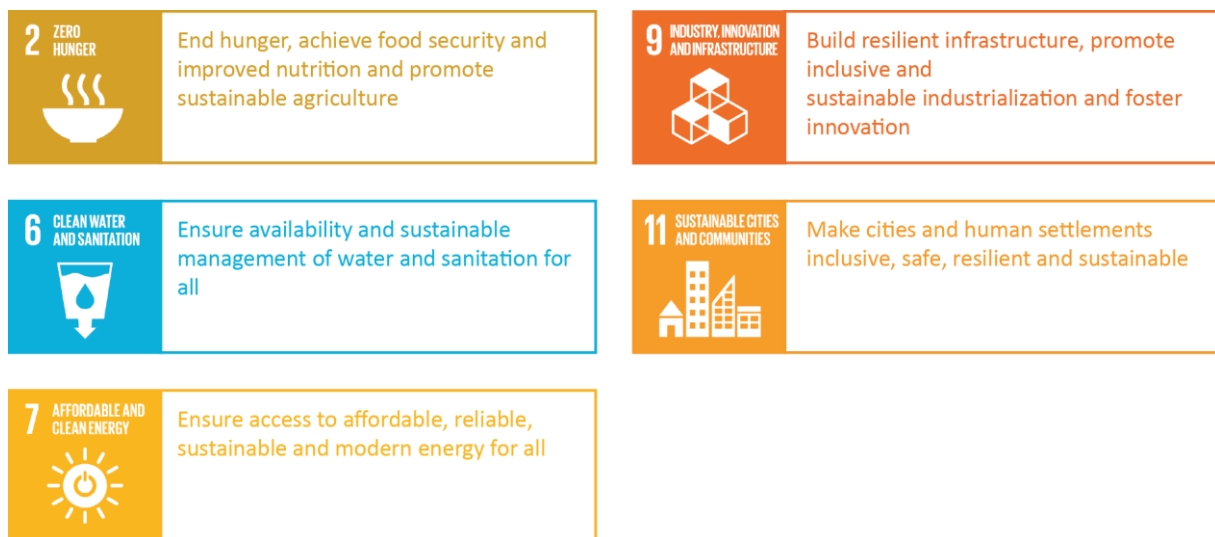 2 ZERO
HUNGER
End hunger, achieve food security and
improved nutrition and promote
sustainable agriculture
6 CLEAN WATER
AND SANITATION
Ensure availability and sustainable
management of water and sanitation for
all
7 AFFORDABLE AND
CLEAN ENERGY
Ensure access to affordable, reliable,
sustainable and modern energy for all
9 INDUSTRY, INNOVATION
AND INFRASTRUCTURE
Build resilient infrastructure, promote
inclusive and
sustainable industrialization and foster
innovation
11 SUSTAINABLE CITIES
AND COMMUNITIES
Make cities and human settlements
inclusive, safe, resilient and sustainable